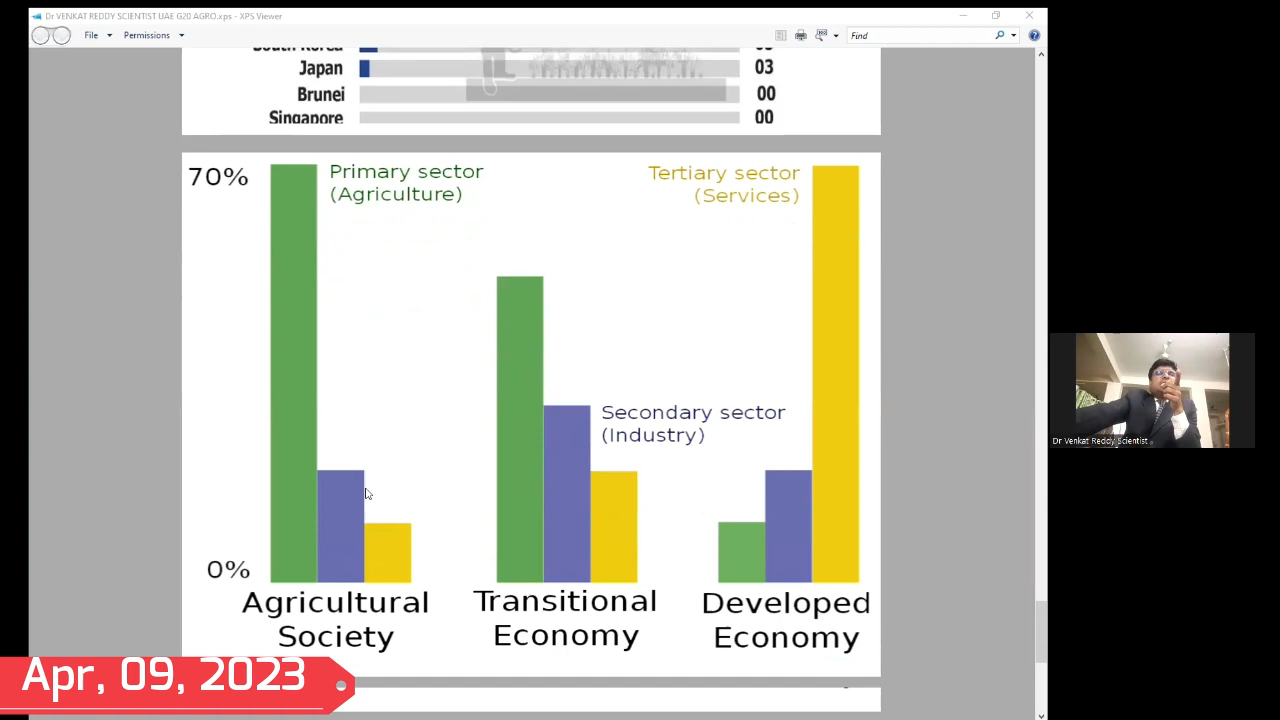 Dr VENKAT REDDY SCIENTIST UAE G20 AGRO.xps - XPS Viewer
File Permissions Find
South Korea
Japan 03
Brunei 00
Singapore 00
70%
Primary sector
(Agriculture)
Tertiary sector
(Services)
Secondary sector
(Industry)
0%
Agricultural
Society
Transitional
Economy
Developed
Economy
Dr Venkat Reddy Scientist
Apr, 09, 2023